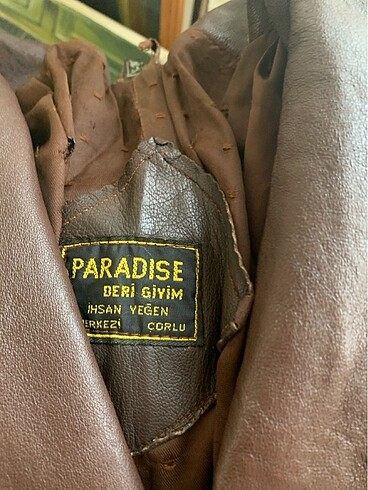 PARADISE
DERİ GİYİM
İHSAN YEĞEN
ERKEZİ ÇORLU